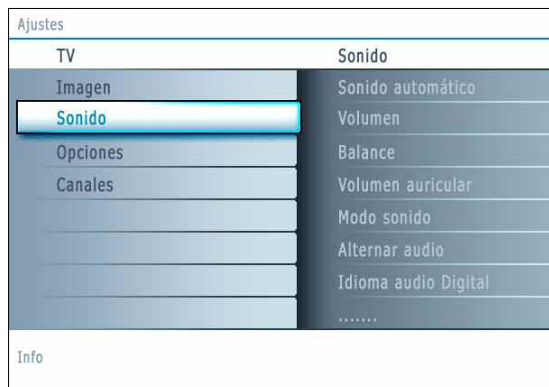 Ajustes
TV
Imagen
Sonido
Opciones
Canales
Sonido
Sonido automático
Volumen
Balance
Volumen auricular
Modo sonido
Alternar audio
Idioma audio Digital
.......
Info